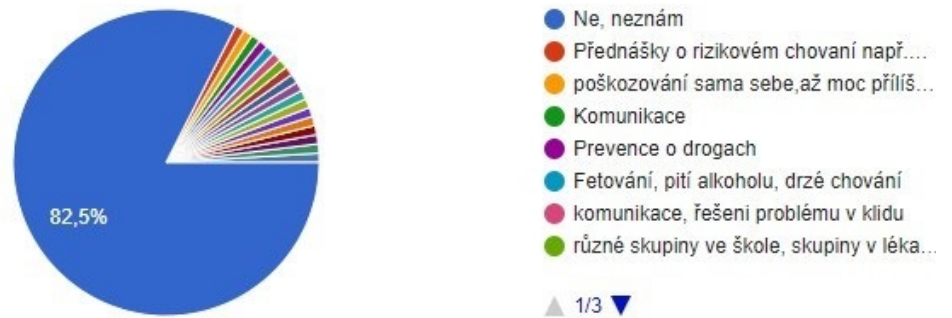 82,5%
Ne, neznám
Přednášky o rizikovém chovaní např....
poškozování sama sebe,až moc příliš...
Komunikace
Prevence o drogach
Fetování, pití alkoholu, drzé chování
komunikace, řešeni problému v klidu
různé skupiny ve škole, skupiny v léka...
1/3